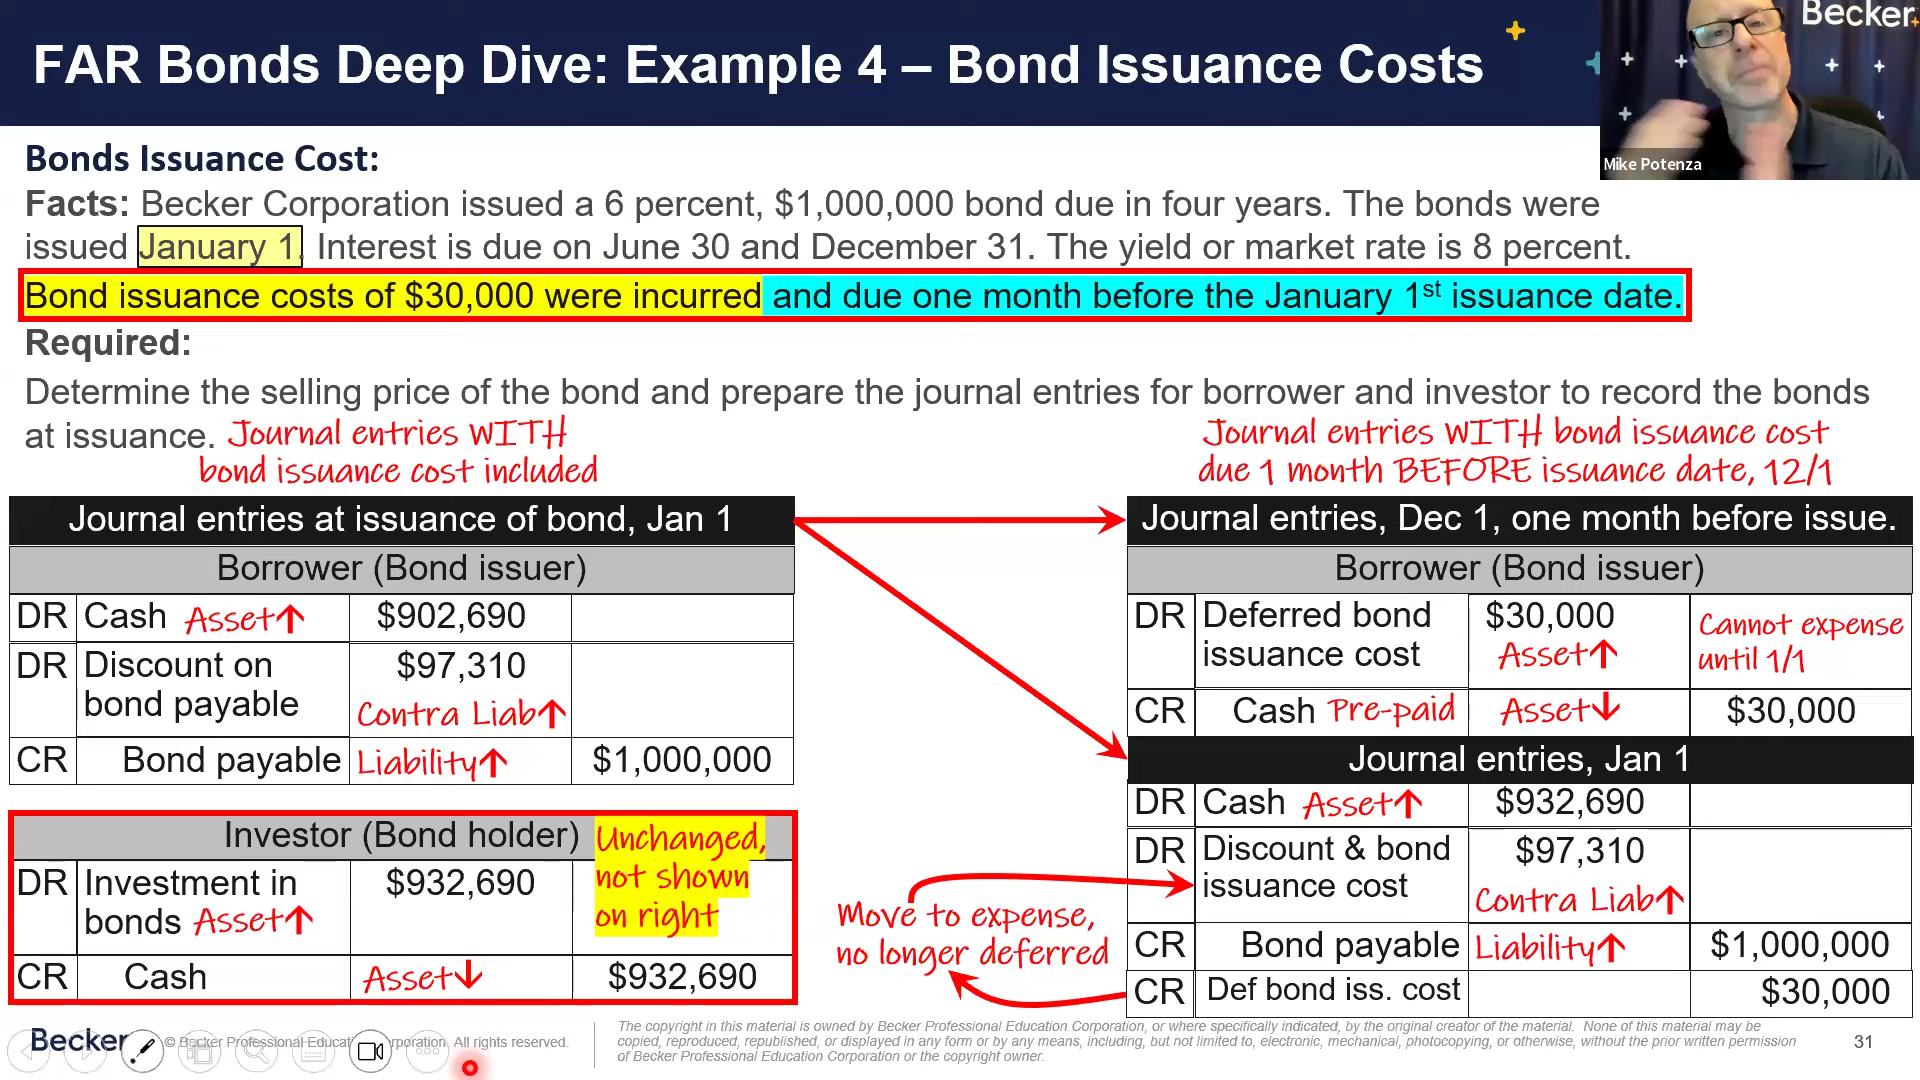 FAR Bonds Deep Dive: Example 4 – Bond Issuance Costs
Becker
Mike Potenza
Bonds Issuance Cost:
Facts: Becker Corporation issued a 6 percent, $1,000,000 bond due in four years. The bonds were
issued January 1. Interest is due on June 30 and December 31. The yield or market rate is 8 percent.
Bond issuance costs of $30,000 were incurred and due one month before the January 1st issuance date.
Required:
Determine the selling price of the bond and prepare the journal entries for borrower and investor to record the bonds
at issuance.
Journal entries WITH
bond issuance cost included
Journal entries at issuance of bond, Jan 1
Borrower (Bond issuer)
DR Cash Asset↑ $902,690
DR Discount on $97,310
bond payable Contra Liab↑
CR Bond payable Liability↑ $1,000,000
Investor (Bond holder) Unchanged,
not shown
on right
DR Investment in $932,690
bonds Asset↑
CR Cash Asset↓ $932,690
Move to expense,
no longer deferred
Journal entries WITH bond issuance cost
due 1 month BEFORE issuance date, 12/1
Journal entries, Dec 1, one month before issue.
Borrower (Bond issuer)
DR Deferred bond $30,000 Cannot expense
issuance cost Asset↑ until 1/1
CR Cash Pre-paid Asset↓ $30,000
Journal entries, Jan 1
DR Cash Asset↑ $932,690
DR Discount & bond $97,310
issuance cost Contra Liab↑
CR Bond payable Liability↑ $1,000,000
CR Def bond iss. cost $30,000
Becker
© Becker Professional Educat rporation. All rights reserved.
The copyright in this material is owned by Becker Professional Education Corporation, or where specifically indicated, by the original creator of the material. None of this material may be
copied, reproduced, republished, or displayed in any form or by any means, including, but not limited to, electronic, mechanical, photocopying, or otherwise, without the prior written permission
of Becker Professional Education Corporation or the copyright owner.
31